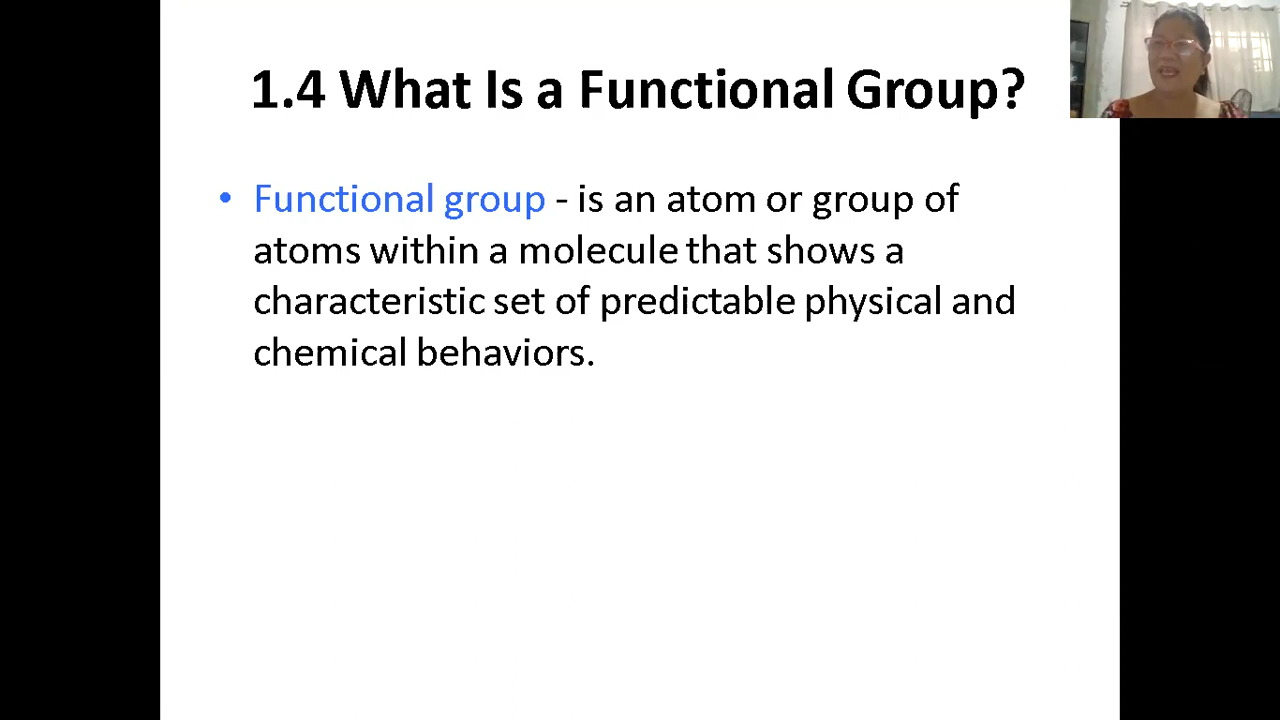 1.4 What Is a Functional Group?
• Functional group - is an atom or group of
atoms within a molecule that shows a
characteristic set of predictable physical and
chemical behaviors.